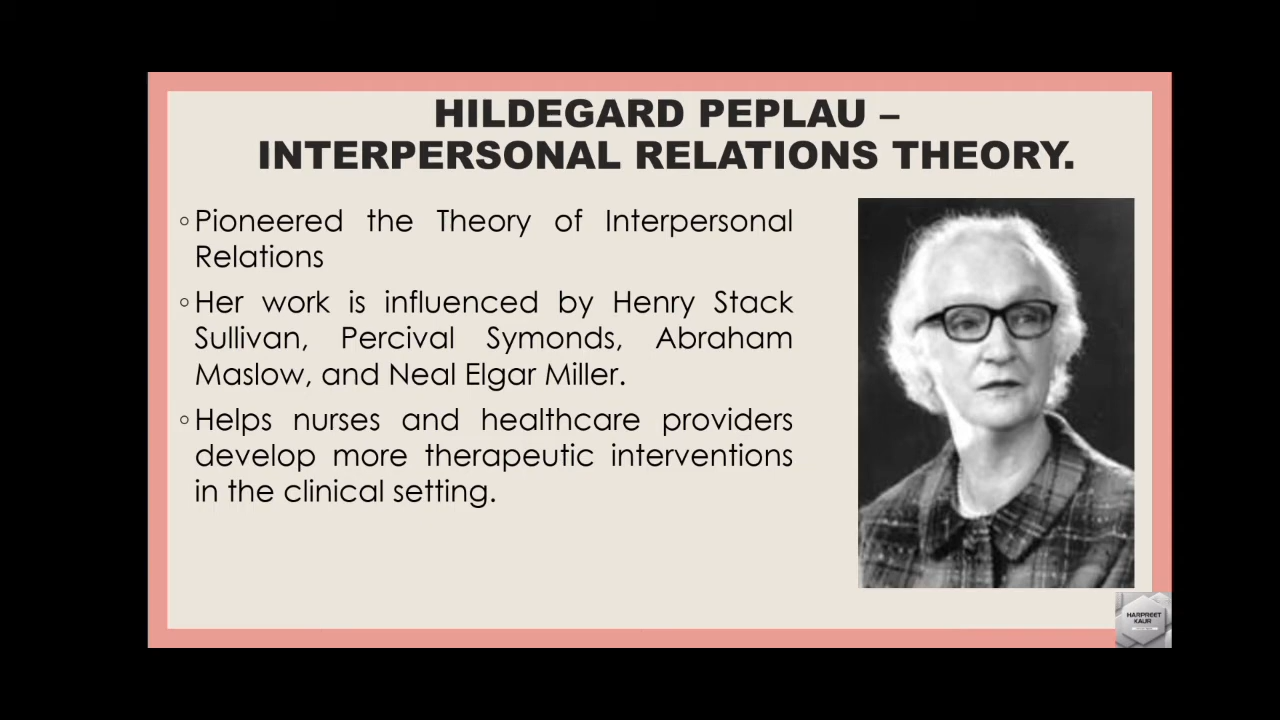 HILDEGARD PEPLAU –
INTERPERSONAL RELATIONS THEORY.
◦Pioneered the Theory of Interpersonal
Relations
◦Her work is influenced by Henry Stack
Sullivan, Percival Symonds, Abraham
Maslow, and Neal Elgar Miller.
◦Helps nurses and healthcare providers
develop more therapeutic interventions
in the clinical setting.
HARPREET
KAUR